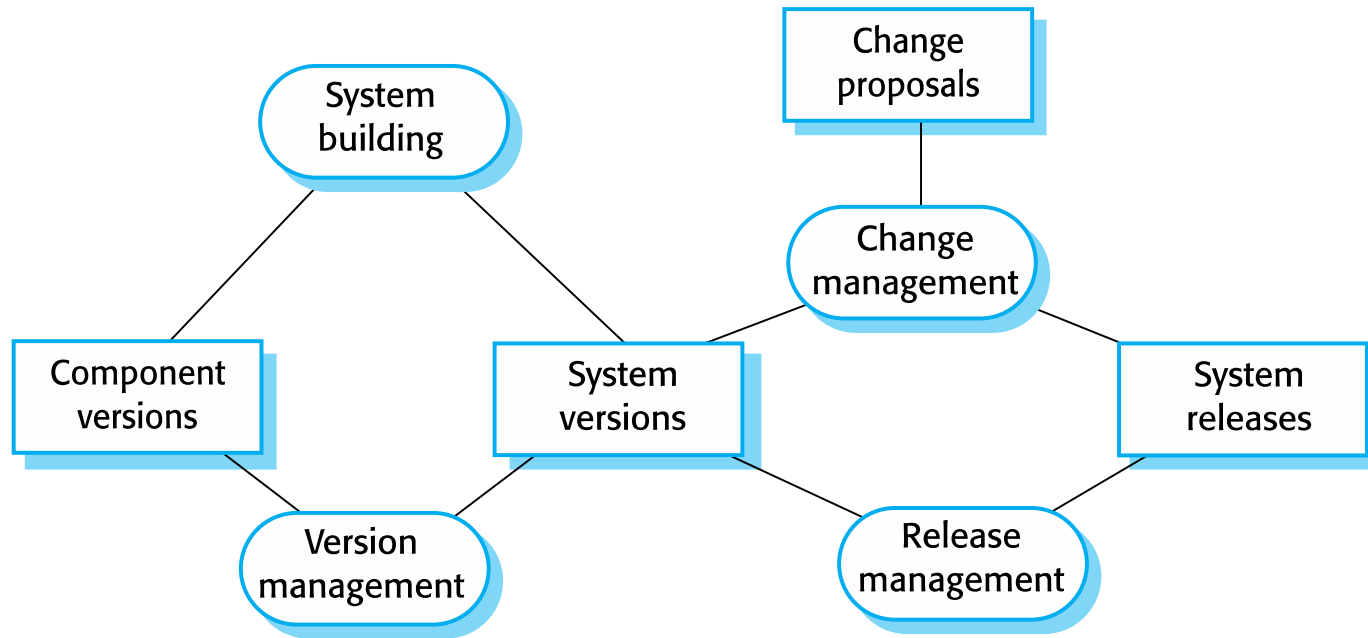 Change
proposals
System
building
Change
management
Component
versions
System
versions
System
releases
Version
management
Release
management